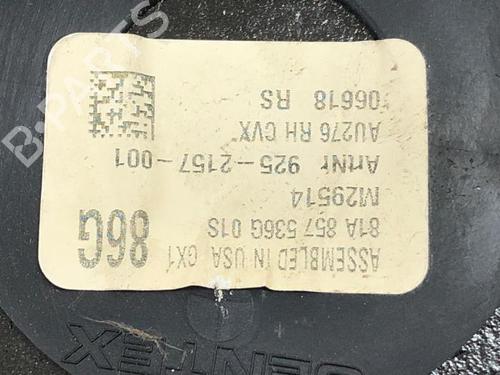 ASSEMBLED IN USA GX1
81A 857 536G 01S
86G
M29514
ArtNr 925-2157-001
AU276 RH CVX
06618 RS
GENTEX
B-PARTS